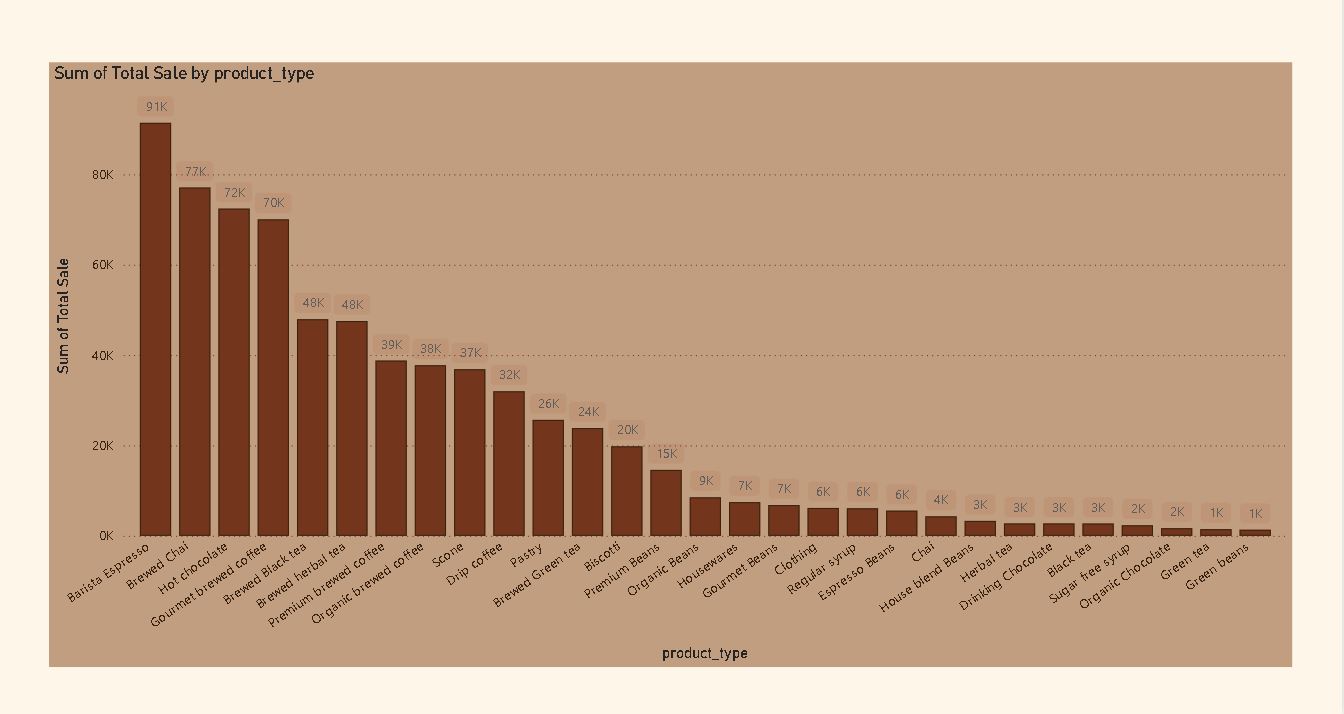 Sum of Total Sale by product_type
Sum of Total Sale
80K
60K
40K
20K
0K
91K
77K
72K
70K
48K
48K
39K
38K
37K
32K
26K
24K
20K
15K
9K
7K
7K
6K
6K
6K
4K
3K
3K
3K
3K
2K
2K
1K
1K
Barista Espresso
Brewed Chai
Hot chocolate
Gourmet brewed coffee
Brewed Black tea
Brewed herbal tea
Premium brewed coffee
Organic brewed coffee
Scone
Drip coffee
Pastry
Brewed Green tea
Biscotti
Premium Beans
Organic Beans
Housewares
Gourmet Beans
Clothing
Regular syrup
Espresso Beans
Chai
House blend Beans
Herbal tea
Drinking Chocolate
Black tea
Sugar free syrup
Organic Chocolate
Green tea
Green beans
product_type